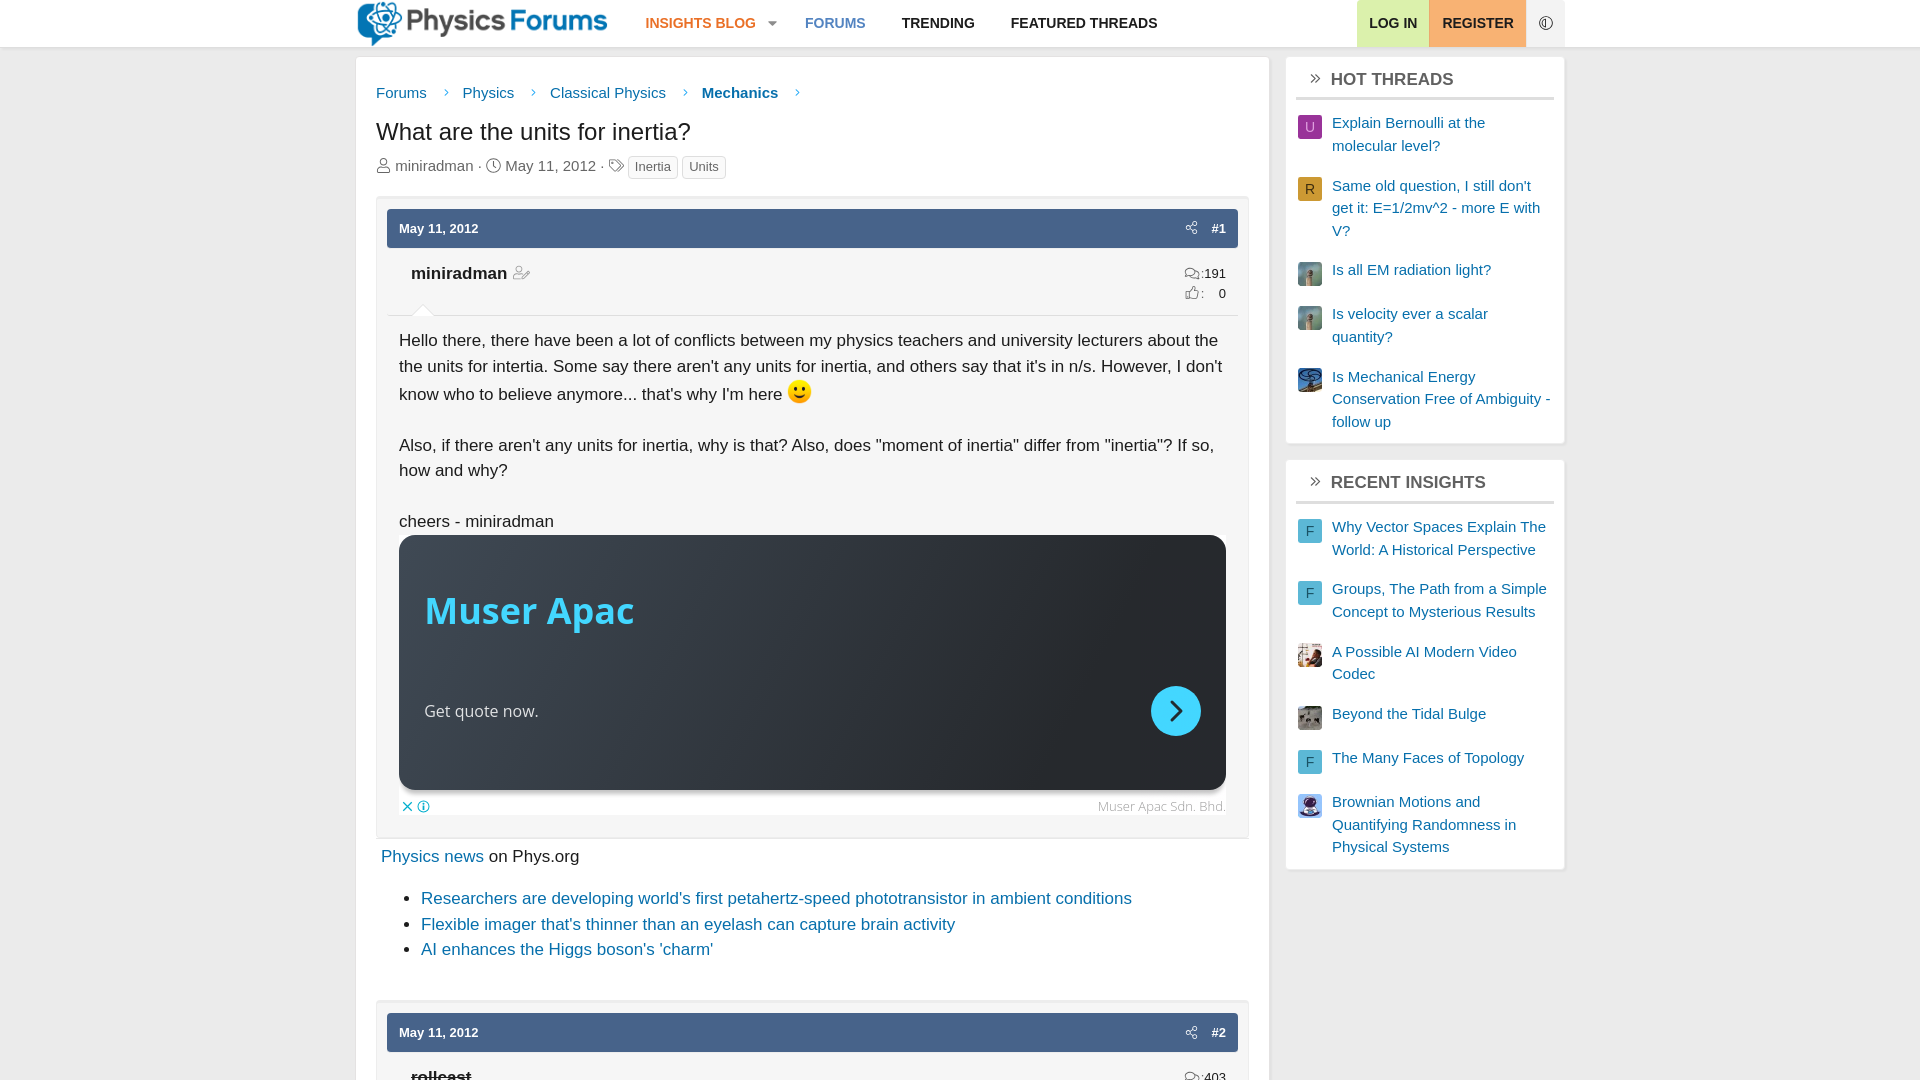 Physics Forums
INSIGHTS BLOG
FORUMS
TRENDING
FEATURED THREADS
LOG IN
REGISTER
Forums
Physics
Classical Physics
Mechanics
What are the units for inertia?
miniradman · May 11, 2012 · Inertia Units
May 11, 2012
#1
miniradman
:191
: 0
Hello there, there have been a lot of conflicts between my physics teachers and university lecturers about the
the units for intertia. Some say there aren't any units for inertia, and others say that it's in n/s. However, I don't
know who to believe anymore... that's why I'm here
Also, if there aren't any units for inertia, why is that? Also, does "moment of inertia" differ from "inertia"? If so,
how and why?
cheers - miniradman
Muser Apac
Get quote now.
Muser Apac Sdn. Bhd.
Physics news on Phys.org
Researchers are developing world's first petahertz-speed phototransistor in ambient conditions
Flexible imager that's thinner than an eyelash can capture brain activity
AI enhances the Higgs boson's 'charm'
May 11, 2012
#2
rollcast
:403
HOT THREADS
U
Explain Bernoulli at the
molecular level?
R
Same old question, I still don't
get it: E=1/2mv^2 - more E with
V?
Is all EM radiation light?
Is velocity ever a scalar
quantity?
Is Mechanical Energy
Conservation Free of Ambiguity -
follow up
RECENT INSIGHTS
F
Why Vector Spaces Explain The
World: A Historical Perspective
F
Groups, The Path from a Simple
Concept to Mysterious Results
A Possible AI Modern Video
Codec
Beyond the Tidal Bulge
F
The Many Faces of Topology
Brownian Motions and
Quantifying Randomness in
Physical Systems